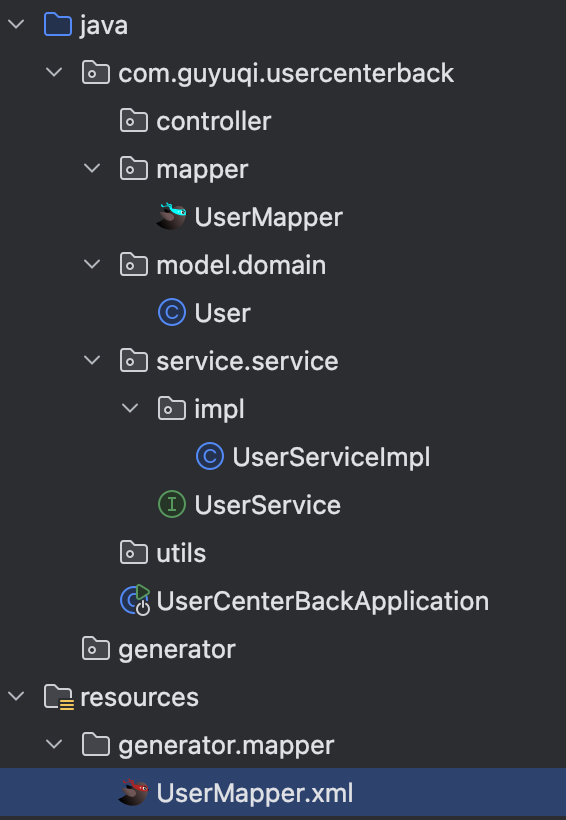 java
com.guyuqi.usercenterback
controller
mapper
UserMapper
model.domain
User
service.service
impl
UserServiceImpl
UserService
utils
UserCenterBackApplication
generator
resources
generator.mapper
UserMapper.xml